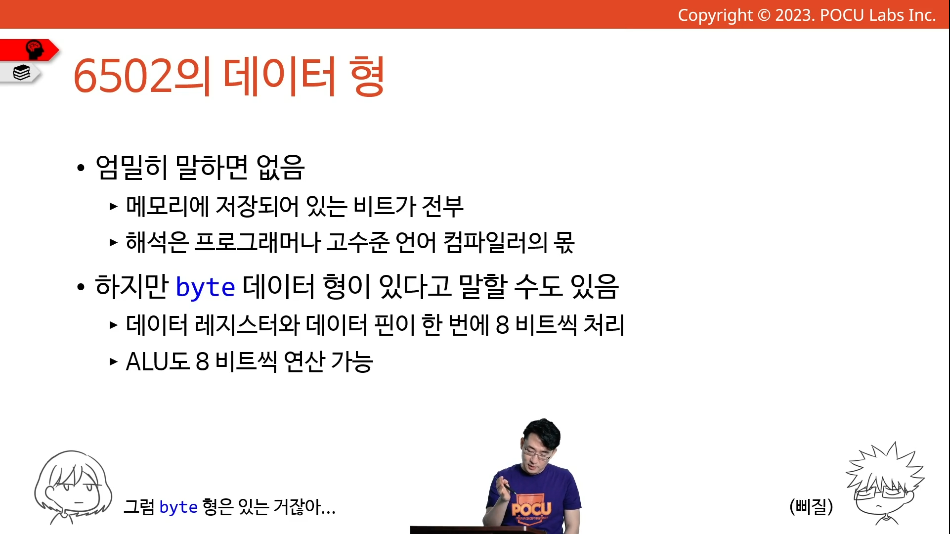 Copyright © 2023. POCU Labs Inc.
6502의 데이터 형
• 엄밀히 말하면 없음
▸ 메모리에 저장되어 있는 비트가 전부
▸ 해석은 프로그래머나 고수준 언어 컴파일러의 몫
• 하지만 byte 데이터 형이 있다고 말할 수도 있음
▸ 데이터 레지스터와 데이터 핀이 한 번에 8 비트씩 처리
▸ ALU도 8 비트씩 연산 가능
그럼 byte 형은 있는 거잖아...
(삐질)
POCU